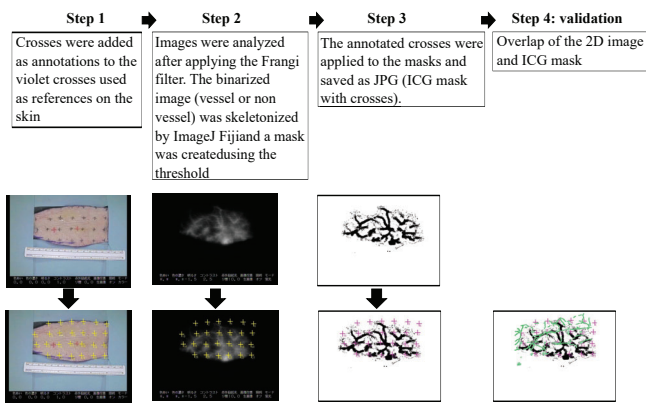 Step 1
Step 2
Step 3
Step 4: validation
Crosses were added
as annotations to the
violet crosses used
as references on the
skin
Images were analyzed
after applying the Frangi
filter. The binarized
image (vessel or non
vessel) was skeletonized
by ImageJ Fijiand a mask
was createdusing the
threshold
The annotated crosses were
applied to the masks and
saved as JPG (ICG mask
with crosses).
Overlap of the 2D image
and ICG mask